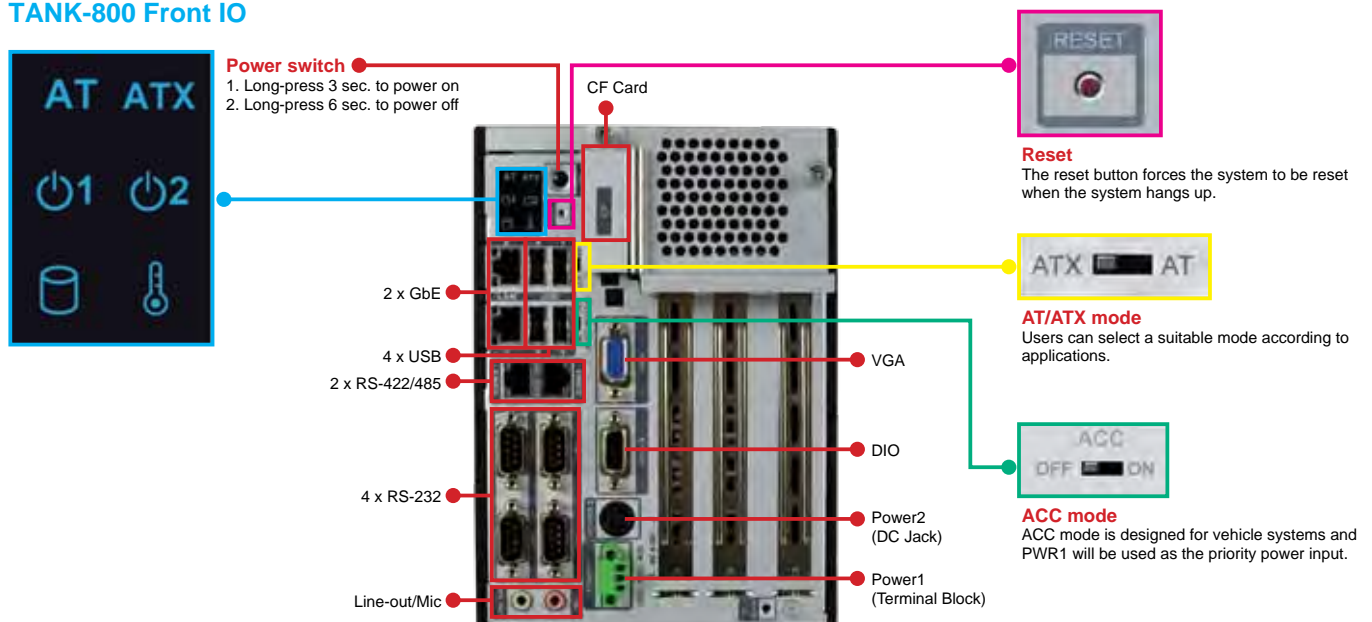 TANK-800 Front IO
AT ATX
1 2
Power switch
1. Long-press 3 sec. to power on
2. Long-press 6 sec. to power off
CF Card
AT ATX
2 x GbE
4 x USB
2 x RS-422/485
4 x RS-232
Line-out/Mic
VGA
DIO
Power2
(DC Jack)
Power1
(Terminal Block)
RESET
Reset
The reset button forces the system to be reset
when the system hangs up.
ATX AT
AT/ATX mode
Users can select a suitable mode according to
applications.
ACC
OFF ON
ACC mode
ACC mode is designed for vehicle systems and
PWR1 will be used as the priority power input.